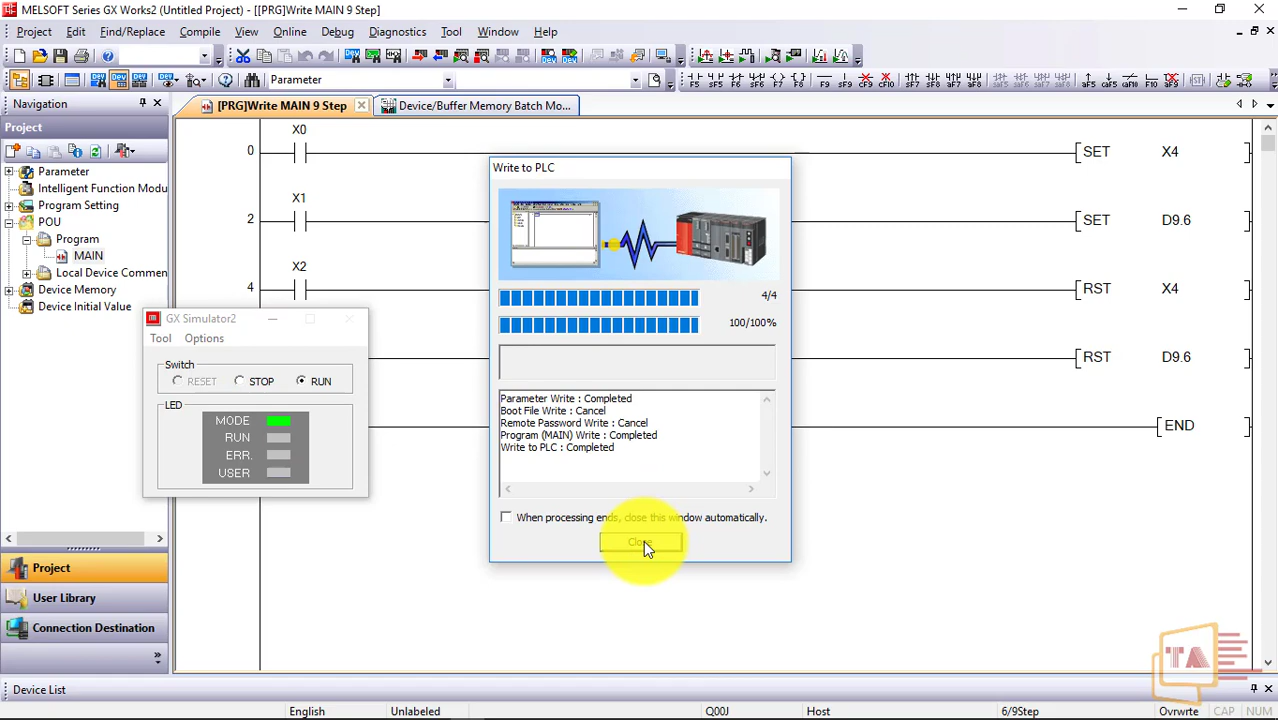 MELSOFT Series GX Works2 (Untitled Project) - [[PRG]Write MAIN 9 Step]
Project Edit Find/Replace Compile View Online Debug Diagnostics Tool Window Help
Parameter
Navigation
[PRG]Write MAIN 9 Step
Device/Buffer Memory Batch Mo...
Project
Parameter
Intelligent Function Modu
Program Setting
POU
Program
MAIN
Local Device Commen
Device Memory
Device Initial Value
X0
0
SET X4
X1
2
SET D9.6
X2
4
RST X4
RST D9.6
END
Write to PLC
4/4
100/100%
Parameter Write : Completed
Boot File Write : Cancel
Remote Password Write : Cancel
Program (MAIN) Write : Completed
Write to PLC : Completed
When processing ends, close this window automatically.
Close
GX Simulator2
Tool Options
Switch
RESET STOP RUN
LED
MODE
RUN
ERR.
USER
Project
User Library
Connection Destination
TA
Device List
English Unlabeled Q00J Host 6/9Step Ovrwrte CAP NUM